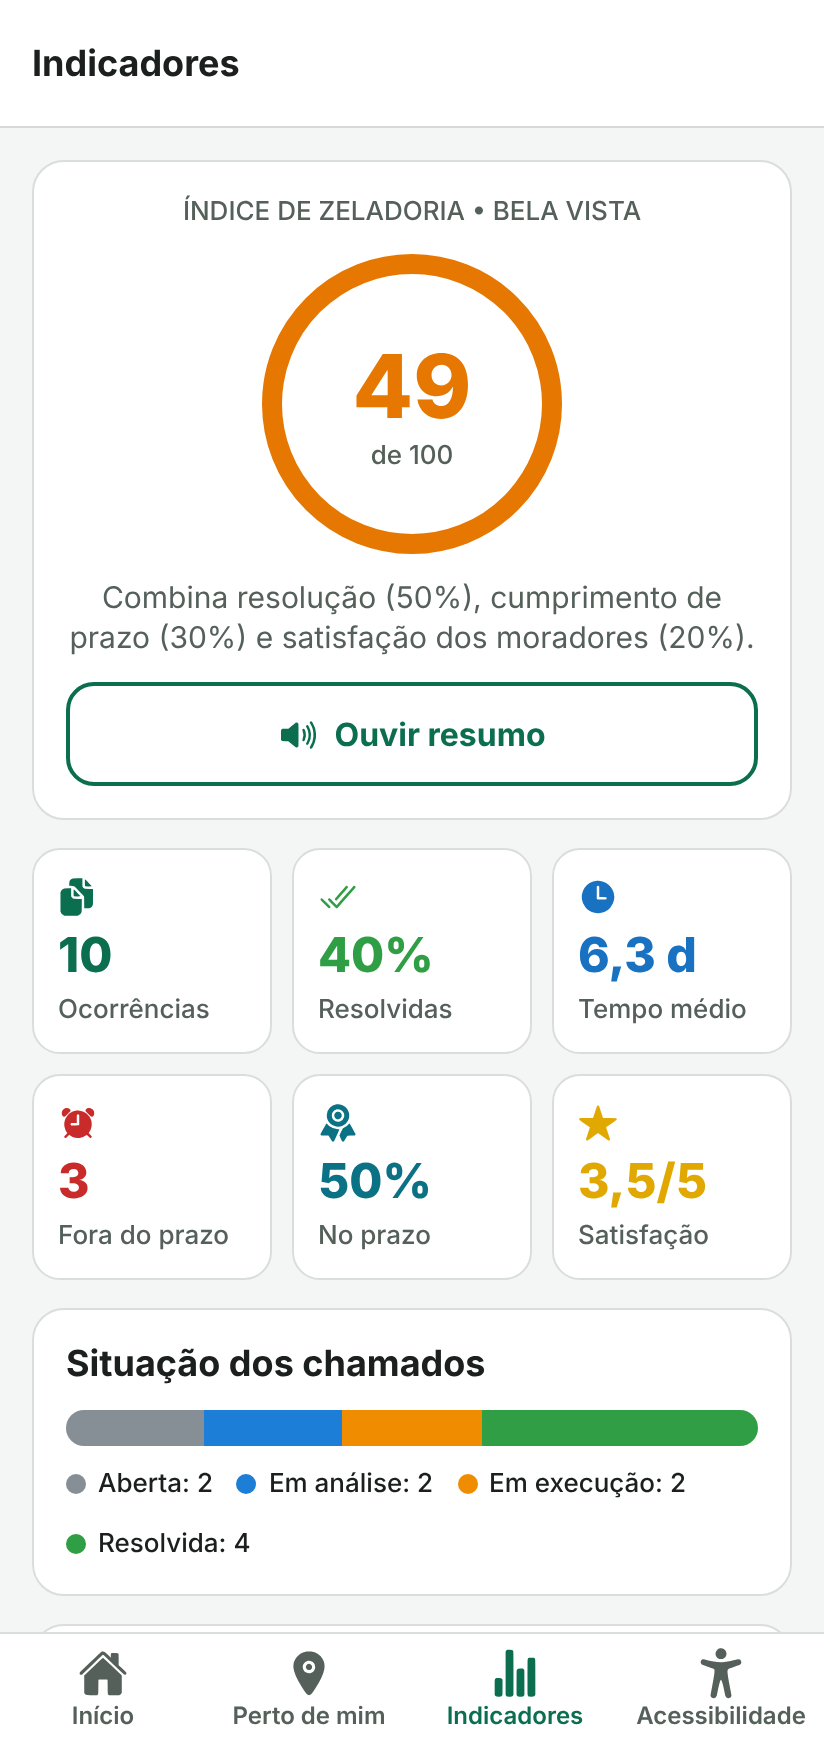 Indicadores
ÍNDICE DE ZELADORIA • BELA VISTA
49
de 100
Combina resolução (50%), cumprimento de
prazo (30%) e satisfação dos moradores (20%).
Ouvir resumo
10
Ocorrências
40%
Resolvidas
6,3 d
Tempo médio
3
Fora do prazo
50%
No prazo
3,5/5
Satisfação
Situação dos chamados
Aberta: 2 Em análise: 2 Em execução: 2
Resolvida: 4
Início Perto de mim Indicadores Acessibilidade